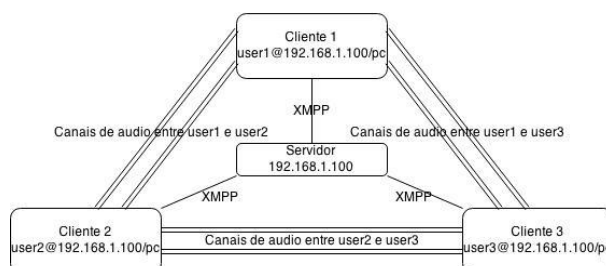 Cliente 1
user1@192.168.1.100/pc
XMPP
Canais de audio entre user1 e user2
Canais de audio entre user1 e user3
Servidor
192.168.1.100
XMPP
XMPP
Cliente 2
user2@192.168.1.100/pc
Canais de audio entre user2 e user3
Cliente 3
user3@192.168.1.100/pc